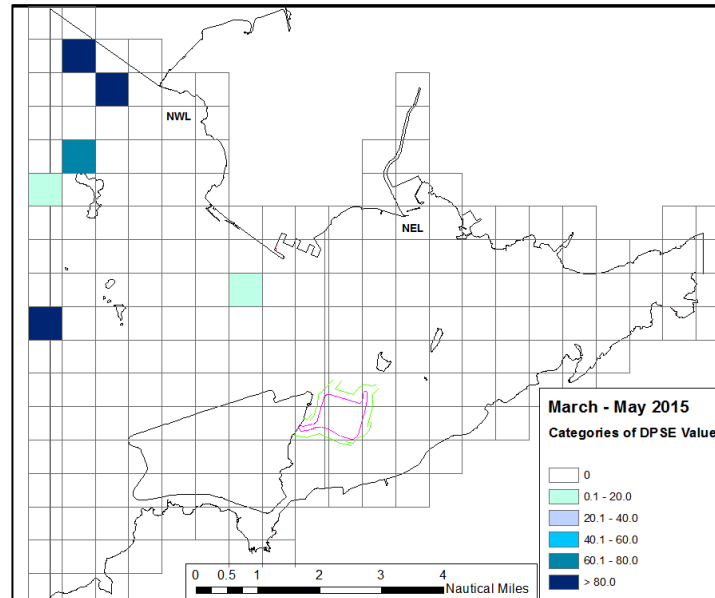 NWL
NEL
March - May 2015
Categories of DPSE Value
0
0.1 - 20.0
20.1 - 40.0
40.1 - 60.0
60.1 - 80.0
> 80.0
0 0.5 1 2 3 4
Nautical Miles